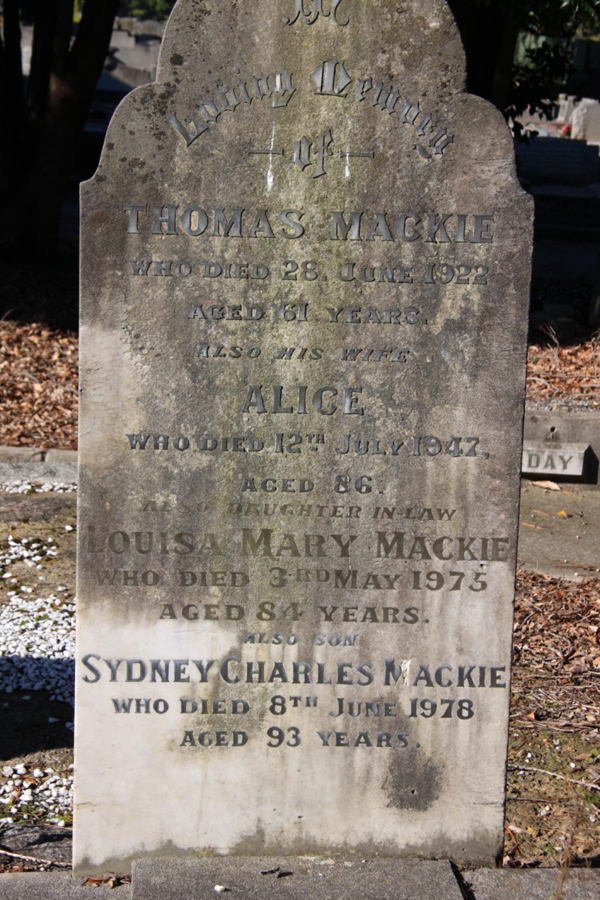 In
Loving Memory
of
THOMAS MACKIE
WHO DIED 28. JUNE 1922
AGED 61 YEARS.
ALSO HIS WIFE
ALICE
WHO DIED 12TH JULY 1947,
AGED 86.
ALSO DAUGHTER IN-LAW
LOUISA MARY MACKIE
WHO DIED 3RD MAY 1975
AGED 84 YEARS.
ALSO SON
SYDNEY CHARLES MACKIE
WHO DIED 8TH JUNE 1978
AGED 93 YEARS.
DAY